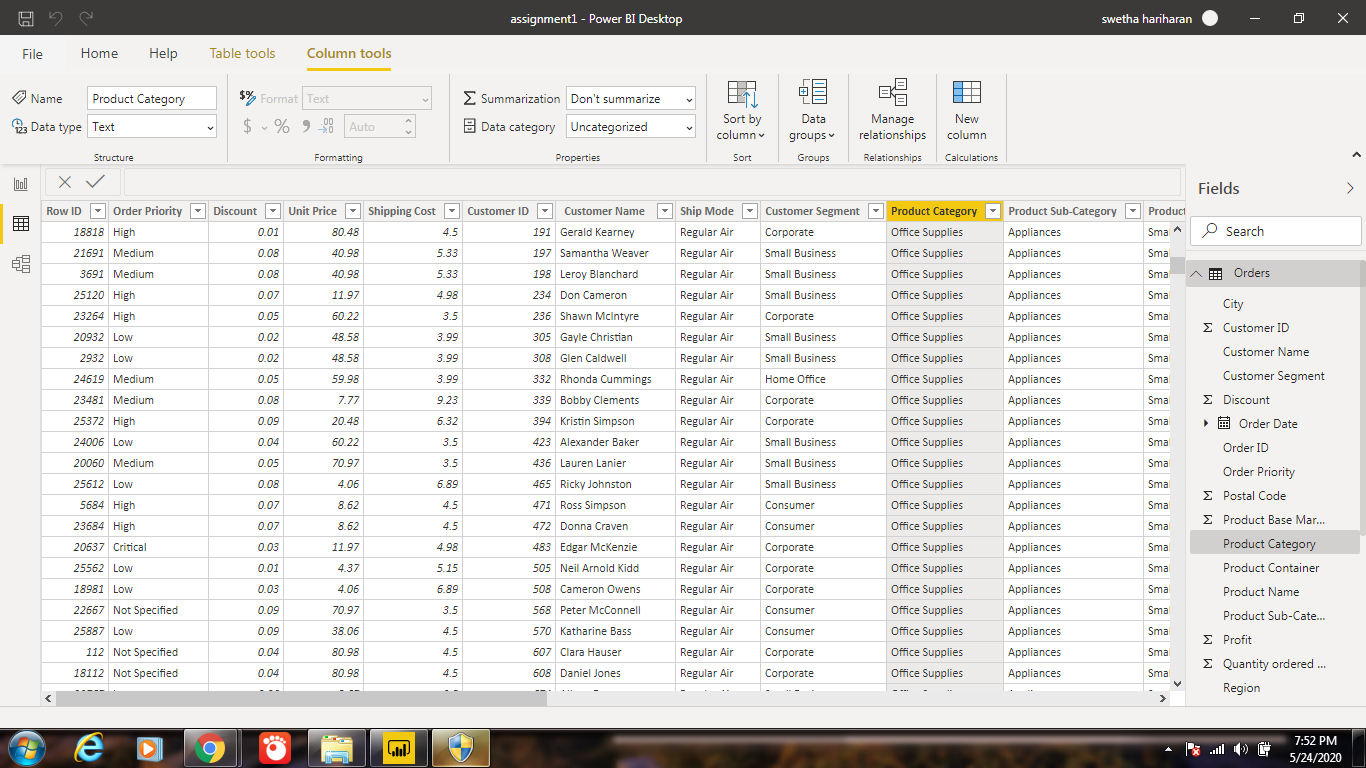 assignment1 - Power BI Desktop
swetha hariharan
File Home Help Table tools Column tools
Name Product Category
Data type Text
Structure
$% Format Text
$ % Auto
Formatting
Σ Summarization Don't summarize
Data category Uncategorized
Properties
Sort by column
Sort
Data groups
Groups
Manage relationships
Relationships
New column
Calculations
Row ID Order Priority Discount Unit Price Shipping Cost Customer ID Customer Name Ship Mode Customer Segment Product Category Product Sub-Category Product
18818 High 0.01 80.48 4.5 191 Gerald Kearney Regular Air Corporate Office Supplies Appliances Sma
21691 Medium 0.08 40.98 5.33 197 Samantha Weaver Regular Air Small Business Office Supplies Appliances Sma
3691 Medium 0.08 40.98 5.33 198 Leroy Blanchard Regular Air Small Business Office Supplies Appliances Sma
25120 High 0.07 11.97 4.98 234 Don Cameron Regular Air Small Business Office Supplies Appliances Sma
23264 High 0.05 60.22 3.5 236 Shawn McIntyre Regular Air Corporate Office Supplies Appliances Sma
20932 Low 0.02 48.58 3.99 305 Gayle Christian Regular Air Small Business Office Supplies Appliances Sma
2932 Low 0.02 48.58 3.99 308 Glen Caldwell Regular Air Small Business Office Supplies Appliances Sma
24619 Medium 0.05 59.98 3.99 332 Rhonda Cummings Regular Air Home Office Office Supplies Appliances Sma
23481 Medium 0.08 7.77 9.23 339 Bobby Clements Regular Air Corporate Office Supplies Appliances Sma
25372 High 0.09 20.48 6.32 394 Kristin Simpson Regular Air Corporate Office Supplies Appliances Sma
24006 Low 0.04 60.22 3.5 423 Alexander Baker Regular Air Small Business Office Supplies Appliances Sma
20060 Medium 0.05 70.97 3.5 436 Lauren Lanier Regular Air Small Business Office Supplies Appliances Sma
25612 Low 0.08 4.06 6.89 465 Ricky Johnston Regular Air Small Business Office Supplies Appliances Sma
5684 High 0.07 8.62 4.5 471 Ross Simpson Regular Air Consumer Office Supplies Appliances Sma
23684 High 0.07 8.62 4.5 472 Donna Craven Regular Air Consumer Office Supplies Appliances Sma
20637 Critical 0.03 11.97 4.98 483 Edgar McKenzie Regular Air Corporate Office Supplies Appliances Sma
25562 Low 0.01 4.37 5.15 505 Neil Arnold Kidd Regular Air Corporate Office Supplies Appliances Sma
18981 Low 0.03 4.06 6.89 508 Cameron Owens Regular Air Corporate Office Supplies Appliances Sma
22667 Not Specified 0.09 70.97 3.5 568 Peter McConnell Regular Air Consumer Office Supplies Appliances Sma
25887 Low 0.09 38.06 4.5 570 Katharine Bass Regular Air Consumer Office Supplies Appliances Sma
112 Not Specified 0.04 80.98 4.5 607 Clara Hauser Regular Air Corporate Office Supplies Appliances Sma
18112 Not Specified 0.04 80.98 4.5 608 Daniel Jones Regular Air Corporate Office Supplies Appliances Sma
Fields
Search
Orders
City
Σ Customer ID
Customer Name
Customer Segment
Σ Discount
Order Date
Order ID
Order Priority
Σ Postal Code
Σ Product Base Mar...
Product Category
Product Container
Product Name
Product Sub-Cate...
Σ Profit
Σ Quantity ordered ...
Region
7:52 PM
5/24/2020